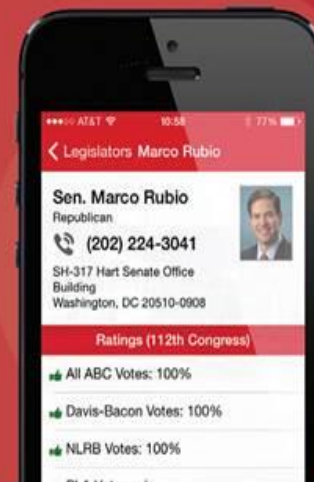 AT&T 10:58 77%
Legislators Marco Rubio
Sen. Marco Rubio
Republican
(202) 224-3041
SH-317 Hart Senate Office
Building
Washington, DC 20510-0908
Ratings (112th Congress)
All ABC Votes: 100%
Davis-Bacon Votes: 100%
NLRB Votes: 100%